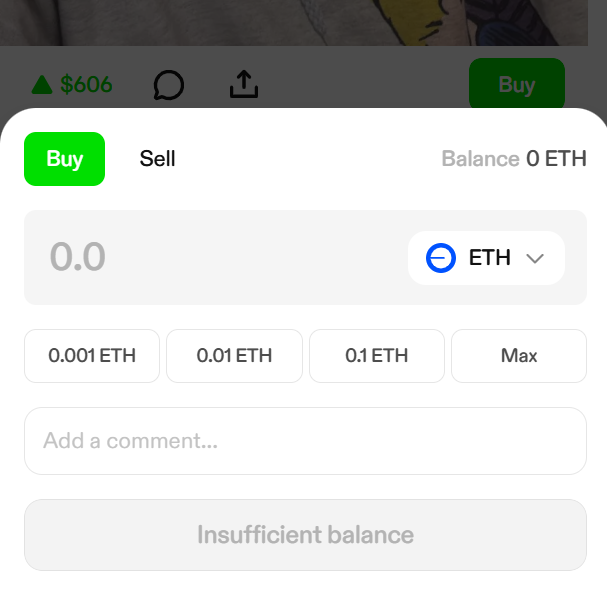 $606
Buy
Buy
Sell
Balance 0 ETH
0.0
ETH
0.001 ETH
0.01 ETH
0.1 ETH
Max
Add a comment...
Insufficient balance